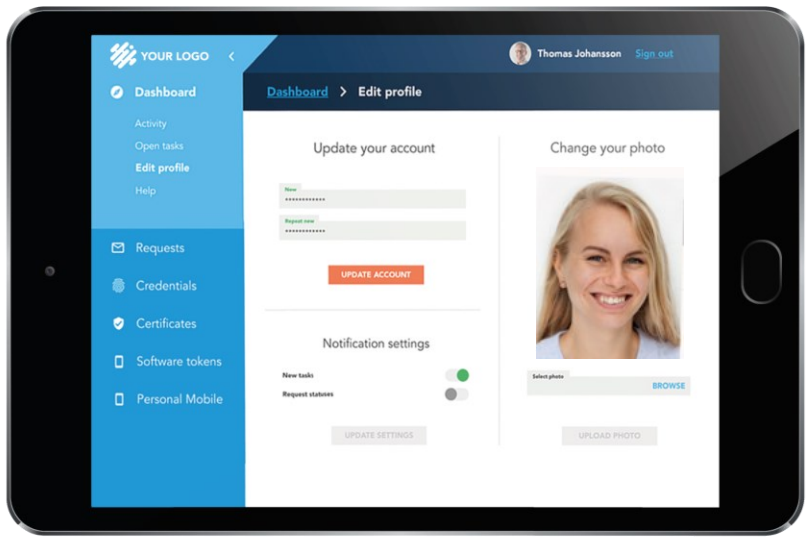 YOUR LOGO
Thomas Johansson Sign out
Dashboard
Activity
Open tasks
Edit profile
Help
Requests
Credentials
Certificates
Software tokens
Personal Mobile
Dashboard > Edit profile
Update your account
New
************
Repeat new
************
UPDATE ACCOUNT
Notification settings
New tasks
Request statuses
UPDATE SETTINGS
Change your photo
Select photo
BROWSE
UPLOAD PHOTO